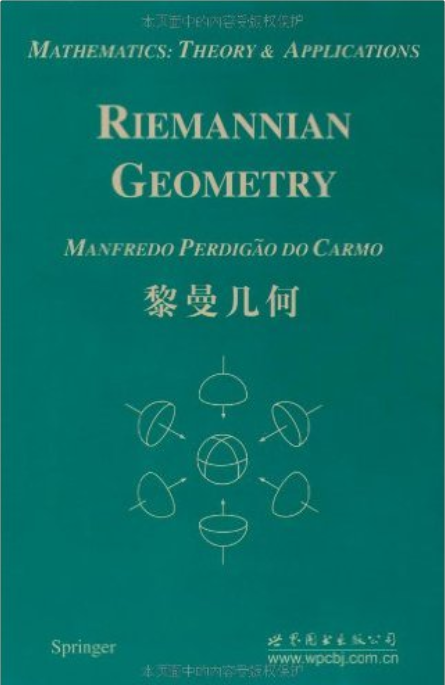 本页面中的内容受版权保护
MATHEMATICS: THEORY & APPLICATIONS
RIEMANNIAN
GEOMETRY
MANFREDO PERDIGÃO DO CARMO
黎曼几何
Springer
世界图书出版公司
www.wpcbj.com.cn
本页面中的内容受版权保护